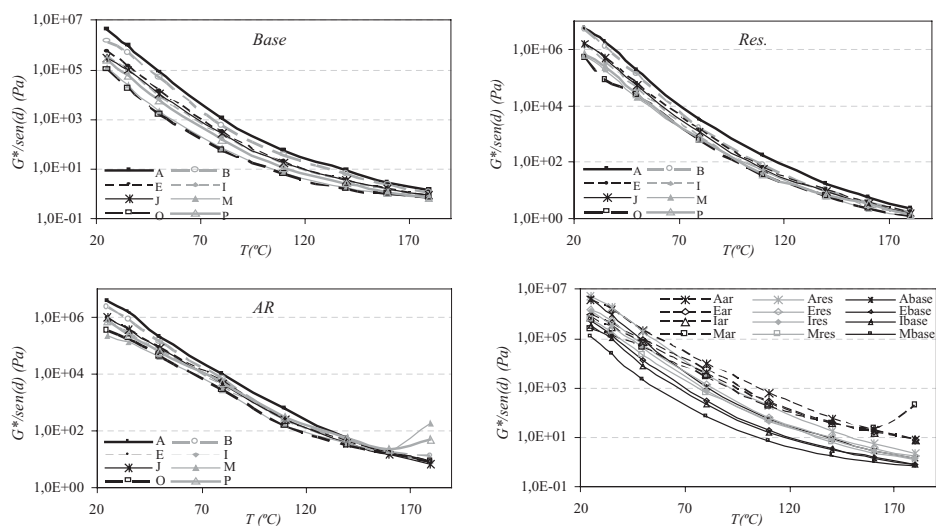 Base
1,0E+07
1,0E+05
1,0E+03
1,0E+01
1,0E-01
G*/sen(d) (Pa)
A B
E I
J M
O P
20 70 120 170
T(ºC)
Res.
1,0E+06
1,0E+04
1,0E+02
1,0E+00
G*/sen(d) (Pa)
A B
E I
J M
O P
20 70 120 170
T(ºC)
AR
1,0E+06
1,0E+04
1,0E+02
1,0E+00
G*/sen(d) (Pa)
A B
E I
J M
O P
20 70 120 170
T (ºC)
1,0E+07
1,0E+05
1,0E+03
1,0E+01
1,0E-01
G*/sen(d) (Pa)
Aar Ares Abase
Ear Eres Ebase
Iar Ires Ibase
Mar Mres Mbase
20 70 120 170
T(ºC)